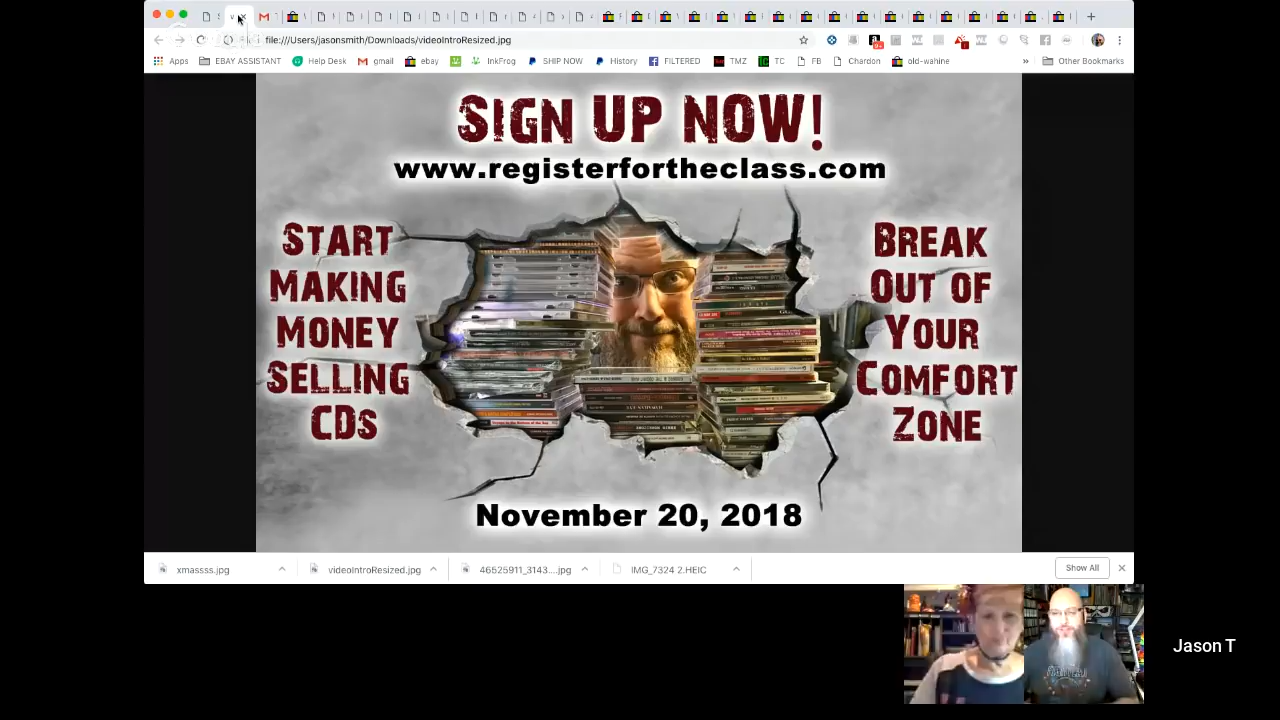 file:///Users/jasonsmith/Downloads/videoIntroResized.jpg
Apps EBAY ASSISTANT Help Desk gmail ebay InkFrog SHIP NOW History FILTERED TMZ TC FB Chardon old-wahine » Other Bookmarks
SIGN UP NOW!
www.registerfortheclass.com
START
MAKING
MONEY
SELLING
CDS
BREAK
OUT OF
YOUR
COMFORT
ZONE
November 20, 2018
xmassss.jpg videoIntroResized.jpg 46525911_3143....jpg IMG_7324 2.HEIC Show All
Jason T